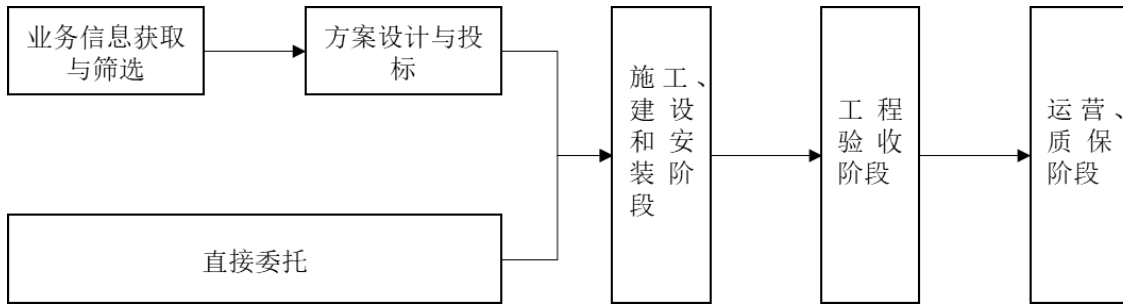 业务信息获取
与筛选
方案设计与投
标
直接委托
施工、
建设
和安
装阶
段
工程
验收
阶段
运营、
质保
阶段